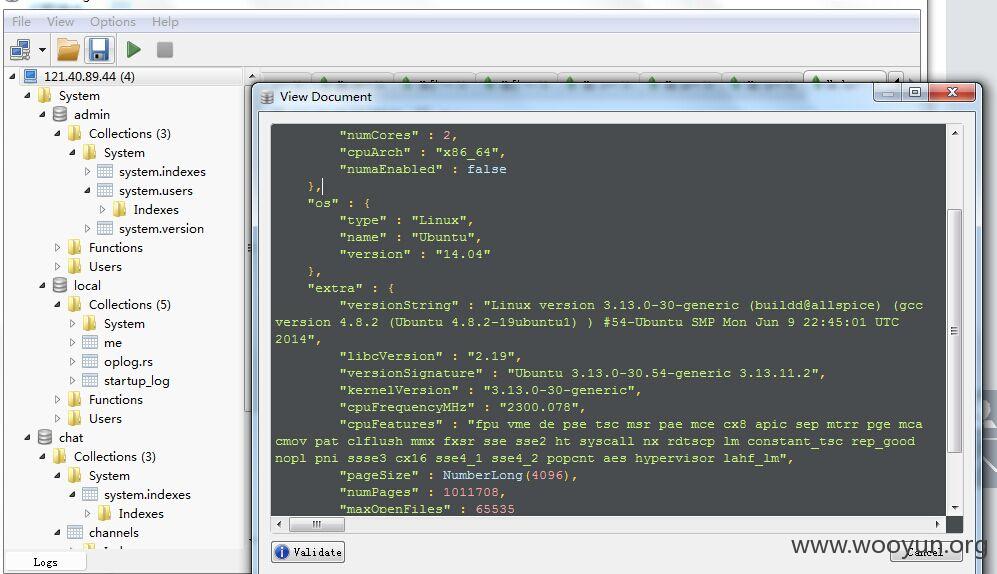 File View Options Help
121.40.89.44 (4)
System
admin
Collections (3)
System
system.indexes
system.users
Indexes
system.version
Functions
Users
local
Collections (5)
System
me
oplog.rs
startup_log
Functions
Users
chat
Collections (3)
System
system.indexes
Indexes
channels
Logs
View Document
"numCores" : 2,
"cpuArch" : "x86_64",
"numaEnabled" : false
},
"os" : {
"type" : "Linux",
"name" : "Ubuntu",
"version" : "14.04"
},
"extra" : {
"versionString" : "Linux version 3.13.0-30-generic (buildd@allspice) (gcc
version 4.8.2 (Ubuntu 4.8.2-19ubuntu1) ) #54-Ubuntu SMP Mon Jun 9 22:45:01 UTC
2014",
"libcVersion" : "2.19",
"versionSignature" : "Ubuntu 3.13.0-30.54-generic 3.13.11.2",
"kernelVersion" : "3.13.0-30-generic",
"cpuFrequencyMHz" : "2300.078",
"cpuFeatures" : "fpu vme de pse tsc msr pae mce cx8 apic sep mtrr pge mca
cmov pat clflush mmx fxsr sse sse2 ht syscall nx rdtscp lm constant_tsc rep_good
nopl pni ssse3 cx16 sse4_1 sse4_2 popcnt aes hypervisor lahf_lm",
"pageSize" : NumberLong(4096),
"numPages" : 1011708,
"maxOpenFiles" : 65535
Validate
Cancel
www.wooyun.org